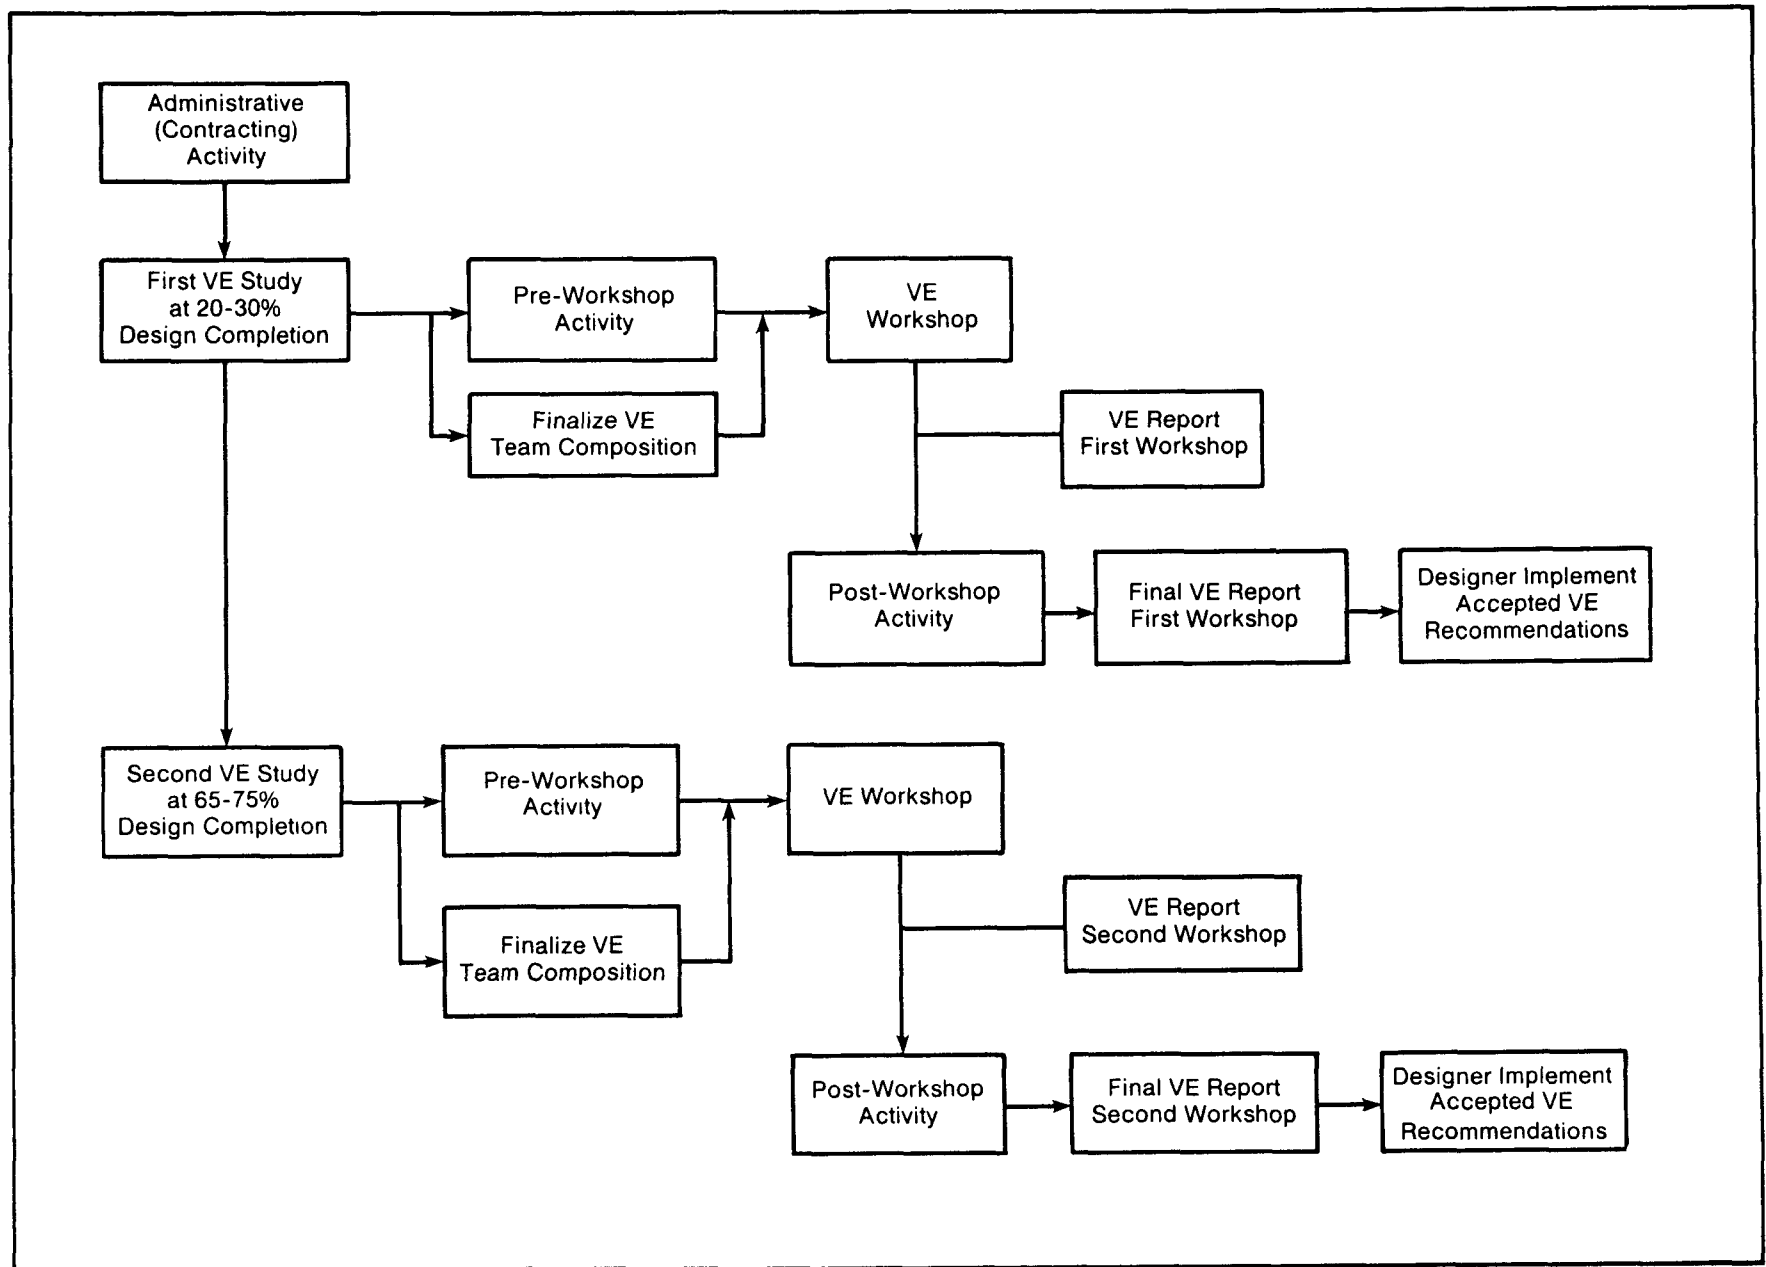 Administrative
(Contracting)
Activity
First VE Study
at 20-30%
Design Completion
Pre-Workshop
Activity
VE
Workshop
Finalize VE
Team Composition
VE Report
First Workshop
Post-Workshop
Activity
Final VE Report
First Workshop
Designer Implement
Accepted VE
Recommendations
Second VE Study
at 65-75%
Design Completion
Pre-Workshop
Activity
VE Workshop
Finalize VE
Team Composition
VE Report
Second Workshop
Post-Workshop
Activity
Final VE Report
Second Workshop
Designer Implement
Accepted VE
Recommendations